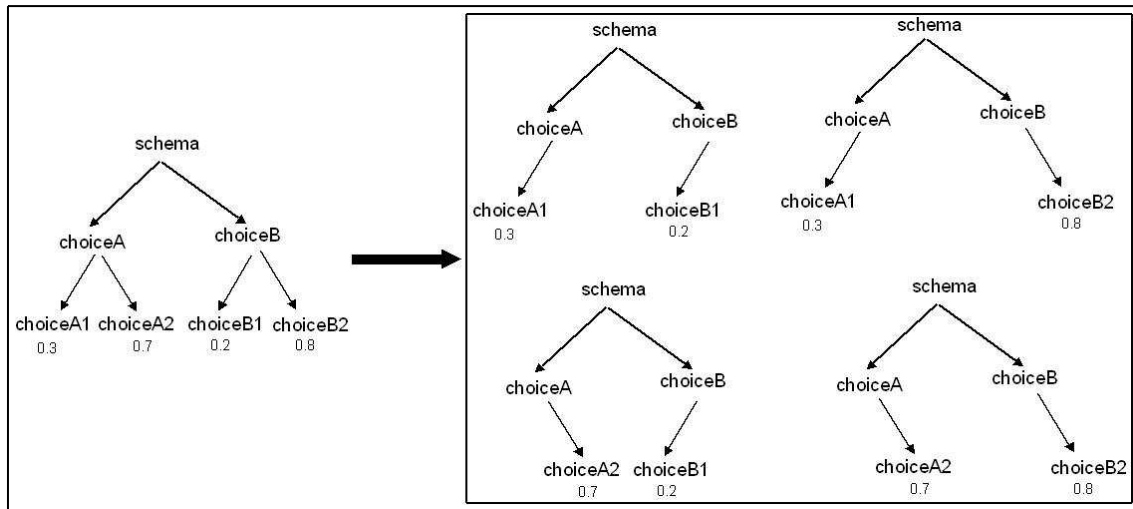 schema
choiceA choiceB
choiceA1 choiceA2 choiceB1 choiceB2
0.3 0.7 0.2 0.8
schema
choiceA choiceB
choiceA1 choiceB1
0.3 0.2
schema
choiceA choiceB
choiceA1 choiceB2
0.3 0.8
schema
choiceA choiceB
choiceA2 choiceB1
0.7 0.2
schema
choiceA choiceB
choiceA2 choiceB2
0.7 0.8